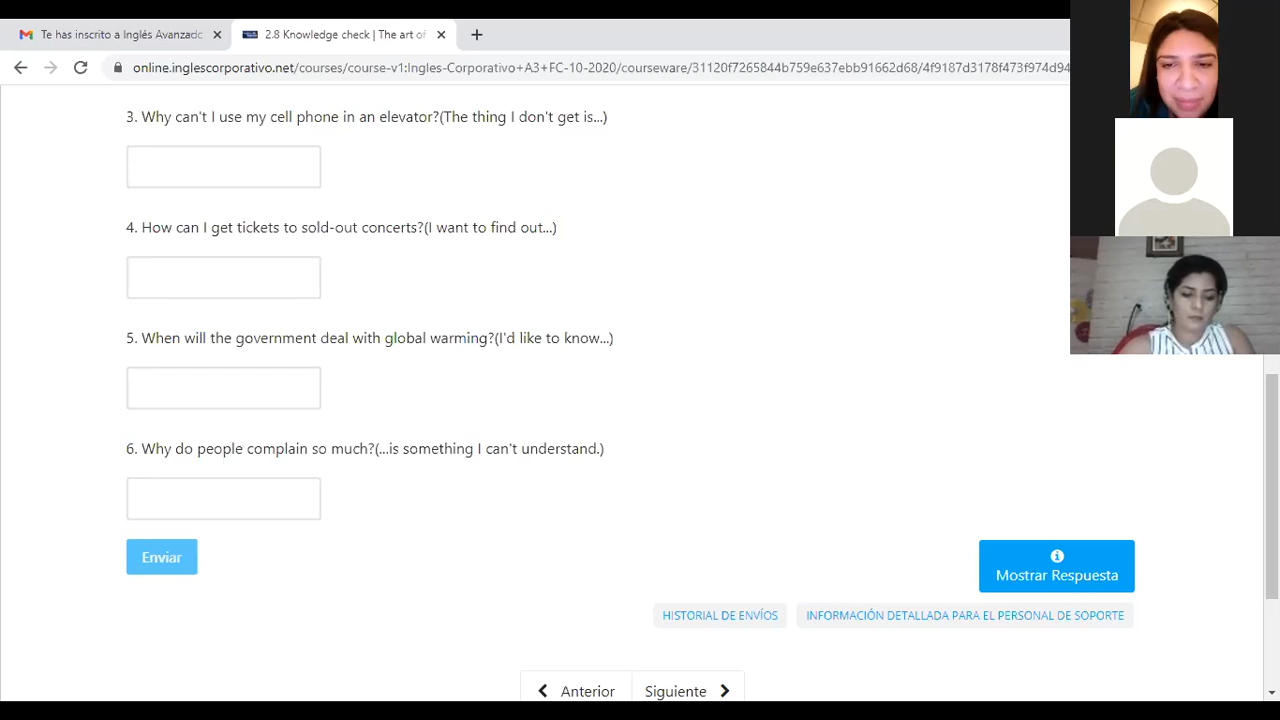 Te has inscrito a Inglés Avanzado
2.8 Knowledge check | The art of
online.inglescorporativo.net/courses/course-v1:Ingles-Corporativo+A3+FC-10-2020/courseware/31120f7265844b759e637ebb91662d68/4f9187d3178f473f974d94
3. Why can't I use my cell phone in an elevator?(The thing I don't get is...)
4. How can I get tickets to sold-out concerts?(I want to find out...)
5. When will the government deal with global warming?(I'd like to know...)
6. Why do people complain so much?(...is something I can't understand.)
Enviar
Mostrar Respuesta
HISTORIAL DE ENVÍOS
INFORMACIÓN DETALLADA PARA EL PERSONAL DE SOPORTE
Anterior
Siguiente